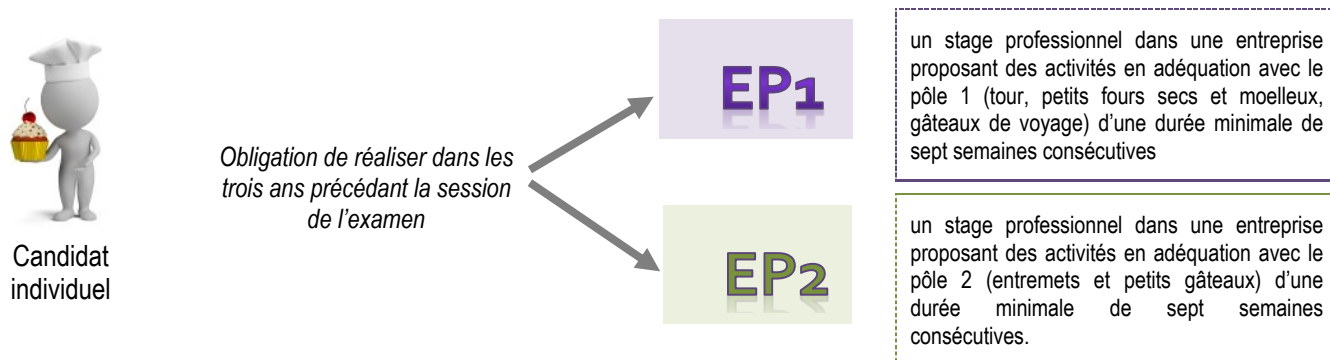 Candidat
individuel
Obligation de réaliser dans les
trois ans précédant la session
de l’examen
EP1
un stage professionnel dans une entreprise
proposant des activités en adéquation avec le
pôle 1 (tour, petits fours secs et moelleux,
gâteaux de voyage) d’une durée minimale de
sept semaines consécutives
EP2
un stage professionnel dans une entreprise
proposant des activités en adéquation avec le
pôle 2 (entremets et petits gâteaux) d’une
durée minimale de sept semaines
consécutives.